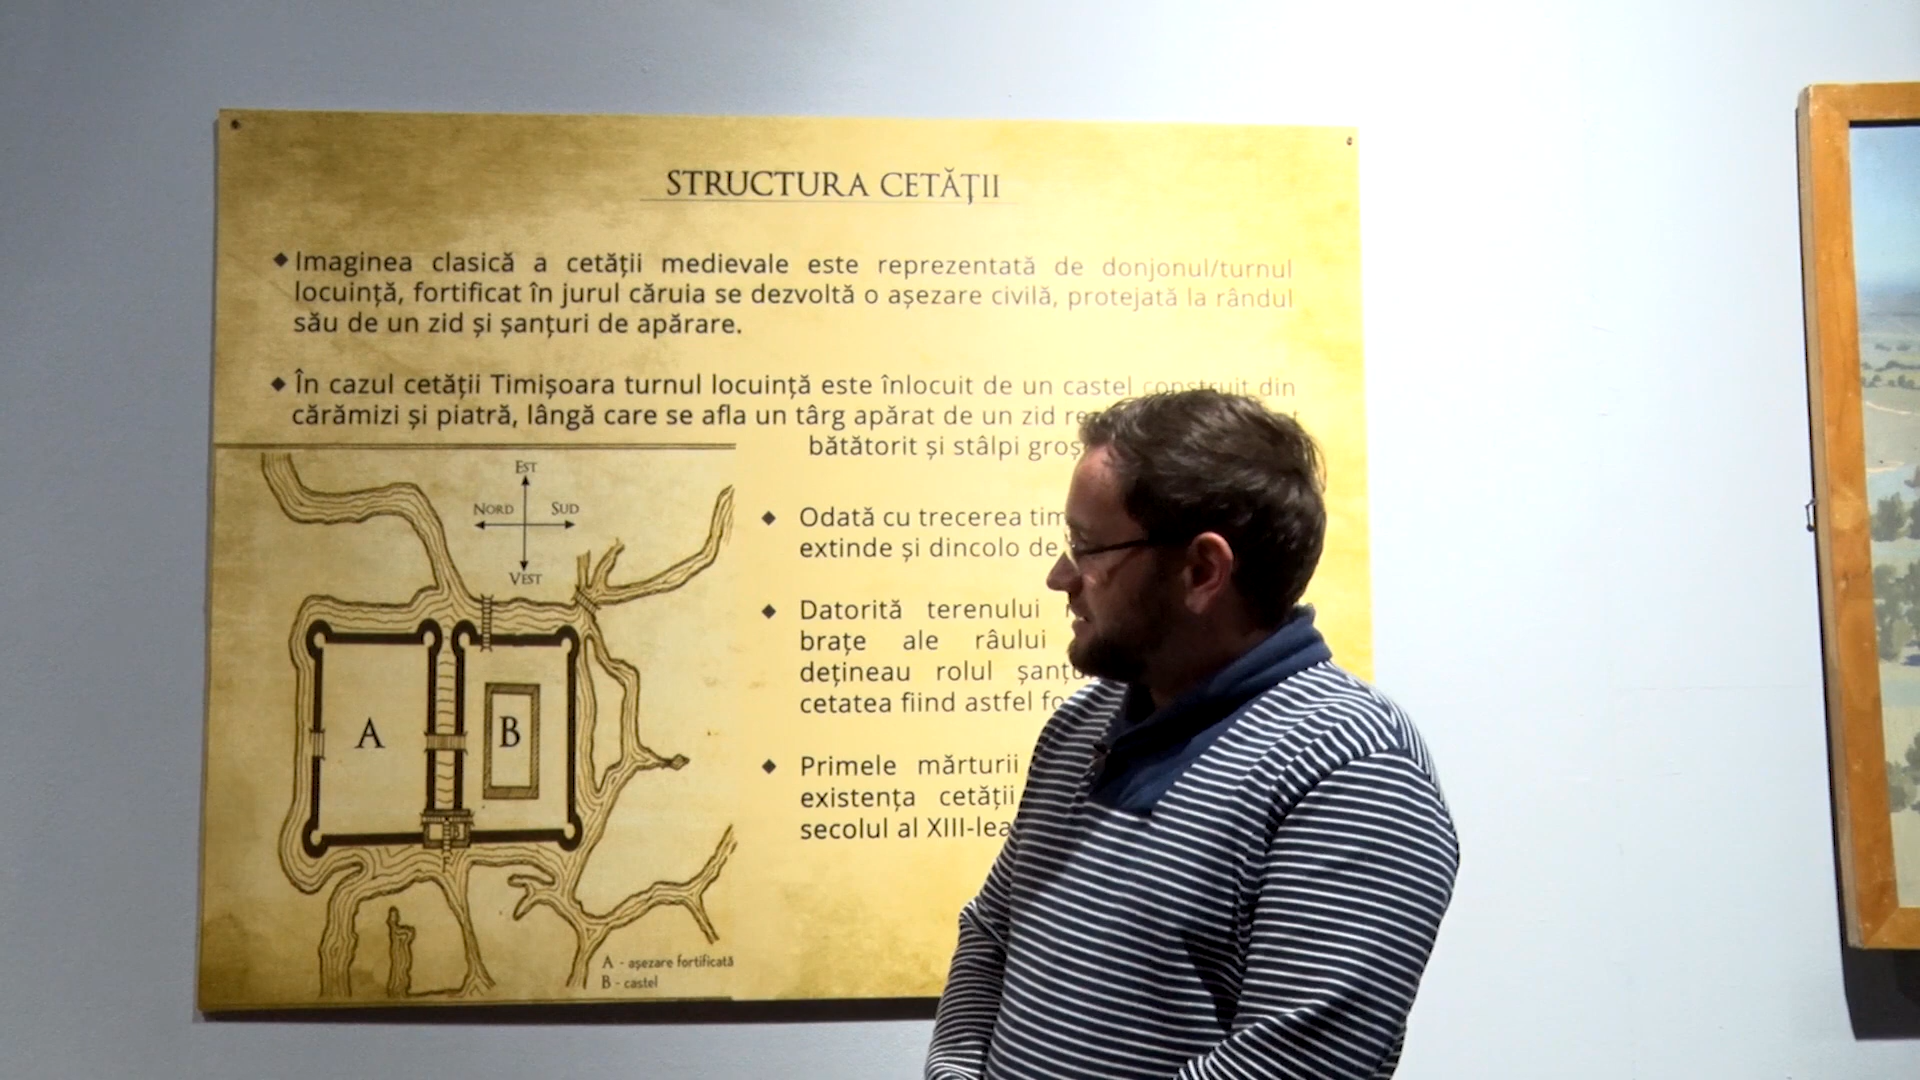 STRUCTURA CETĂȚII
◆ Imaginea clasică a cetății medievale este reprezentată de donjonul/turnul
locuință, fortificat în jurul căruia se dezvoltă o așezare civilă, protejată la rândul
său de un zid și șanțuri de apărare.
◆ În cazul cetății Timișoara turnul locuință este înlocuit de un castel construit din
cărămizi și piatră, lângă care se afla un târg apărat de un zid
bătătorit și stâlpi
◆ Odată cu trecerea
extinde și dincolo de
◆ Datorită terenului
brațe ale râului
dețineau rolul
cetatea fiind astfel
◆ Primele mărturii
existența cetății
secolul al XIII-lea
EST
NORD SUD
VEST
A B
A - așezare fortificată
B - castel